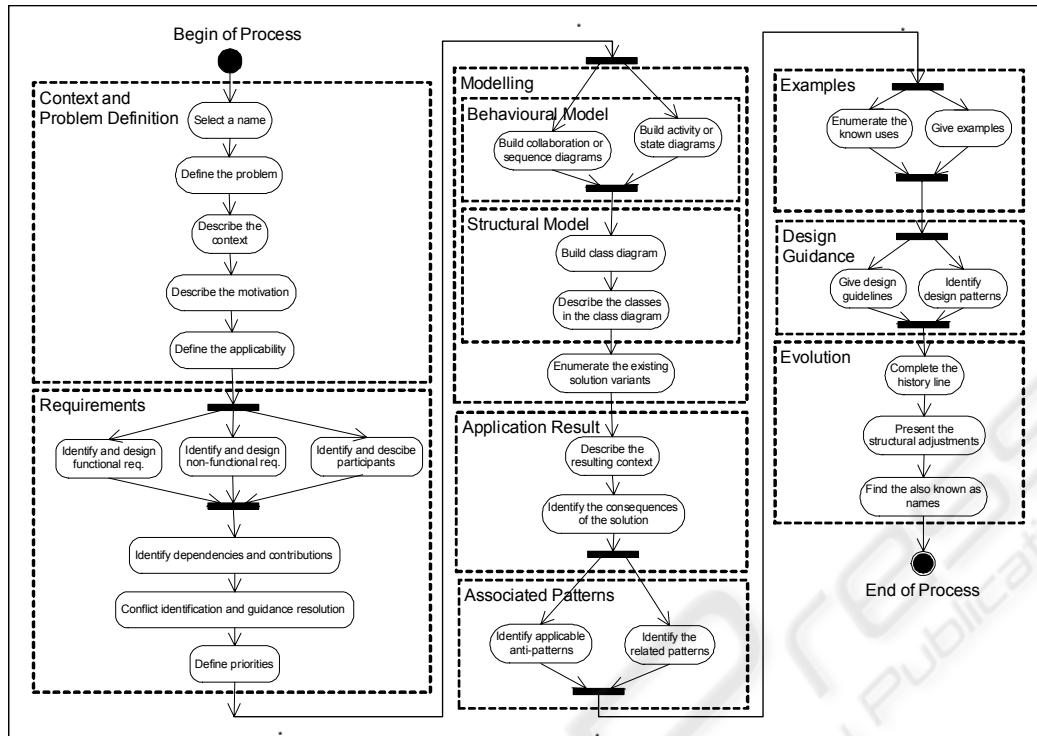 Begin of Process
Context and
Problem Definition
Select a name
Define the problem
Describe the
context
Describe the motivation
Define the applicability
Requirements
Identify and design
functional req.
Identify and design
non-functional req.
Identify and descibe
participants
Identify dependencies and contributions
Conflict identification and guidance resolution
Define priorities
*
*
Modelling
Behavioural Model
Build collaboration or
sequence diagrams
Build activity or
state diagrams
Structural Model
Build class diagram
Describe the classes
in the class diagram
Enumerate the existing
solution variants
Application Result
Describe the
resulting context
Identify the consequences
of the solution
Associated Patterns
Identify applicable
anti-patterns
Identify the
related patterns
*
*
Examples
Enumerate the
known uses
Give examples
Design
Guidance
Give design
guidelines
Identify
design patterns
Evolution
Complete the
history line
Present the
structural adjustments
Find the also known as
names
End of Process